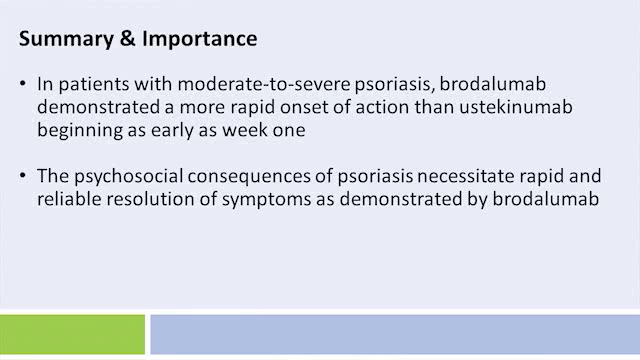 Summary & Importance
• In patients with moderate-to-severe psoriasis, brodalumab
demonstrated a more rapid onset of action than ustekinumab
beginning as early as week one
• The psychosocial consequences of psoriasis necessitate rapid and
reliable resolution of symptoms as demonstrated by brodalumab